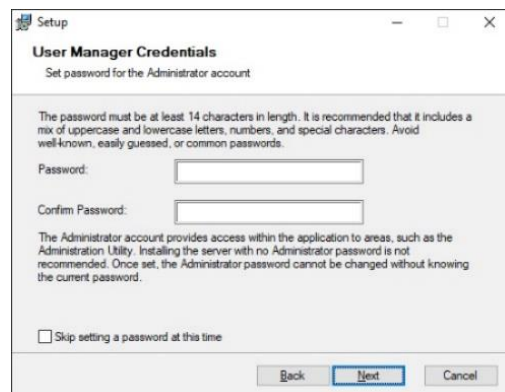 Setup
User Manager Credentials
Set password for the Administrator account
The password must be at least 14 characters in length. It is recommended that it includes a
mix of uppercase and lowercase letters, numbers, and special characters. Avoid
well-known, easily guessed, or common passwords.
Password:
Confirm Password:
The Administrator account provides access within the application to areas, such as the
Administration Utility. Installing the server with no Administrator password is not
recommended. Once set, the Administrator password cannot be changed without knowing
the current password.
Skip setting a password at this time
Back Next Cancel